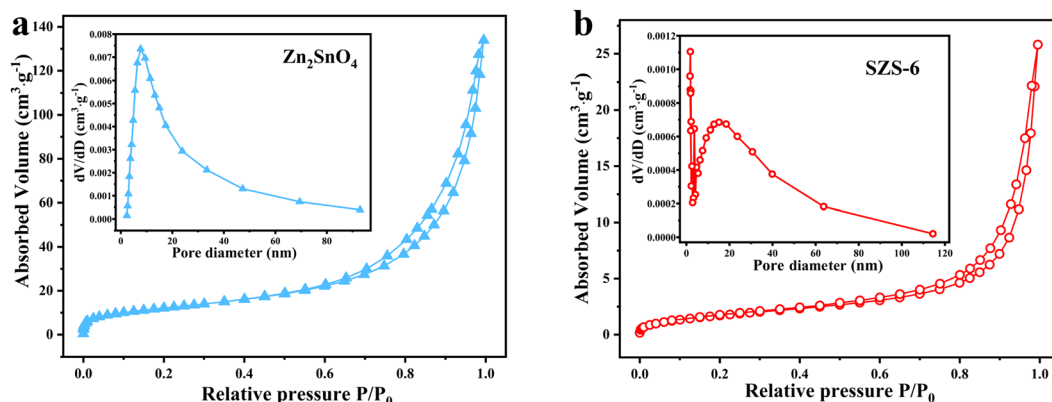 a
Absorbed Volume (cm³·g⁻¹)
140
120
100
80
60
40
20
0
0.0 0.2 0.4 0.6 0.8 1.0
Relative pressure P/P₀
Zn₂SnO₄
dV/dD (cm³·g⁻¹)
0.008
0.007
0.006
0.005
0.004
0.003
0.002
0.001
0.000
0 20 40 60 80
Pore diameter (nm)
b
Absorbed Volume (cm³·g⁻¹)
25
20
15
10
5
0
0.0 0.2 0.4 0.6 0.8 1.0
Relative pressure P/P₀
SZS-6
dV/dD (cm³·g⁻¹)
0.0012
0.0010
0.0008
0.0006
0.0004
0.0002
0.0000
0 20 40 60 80 100 120
Pore diameter (nm)